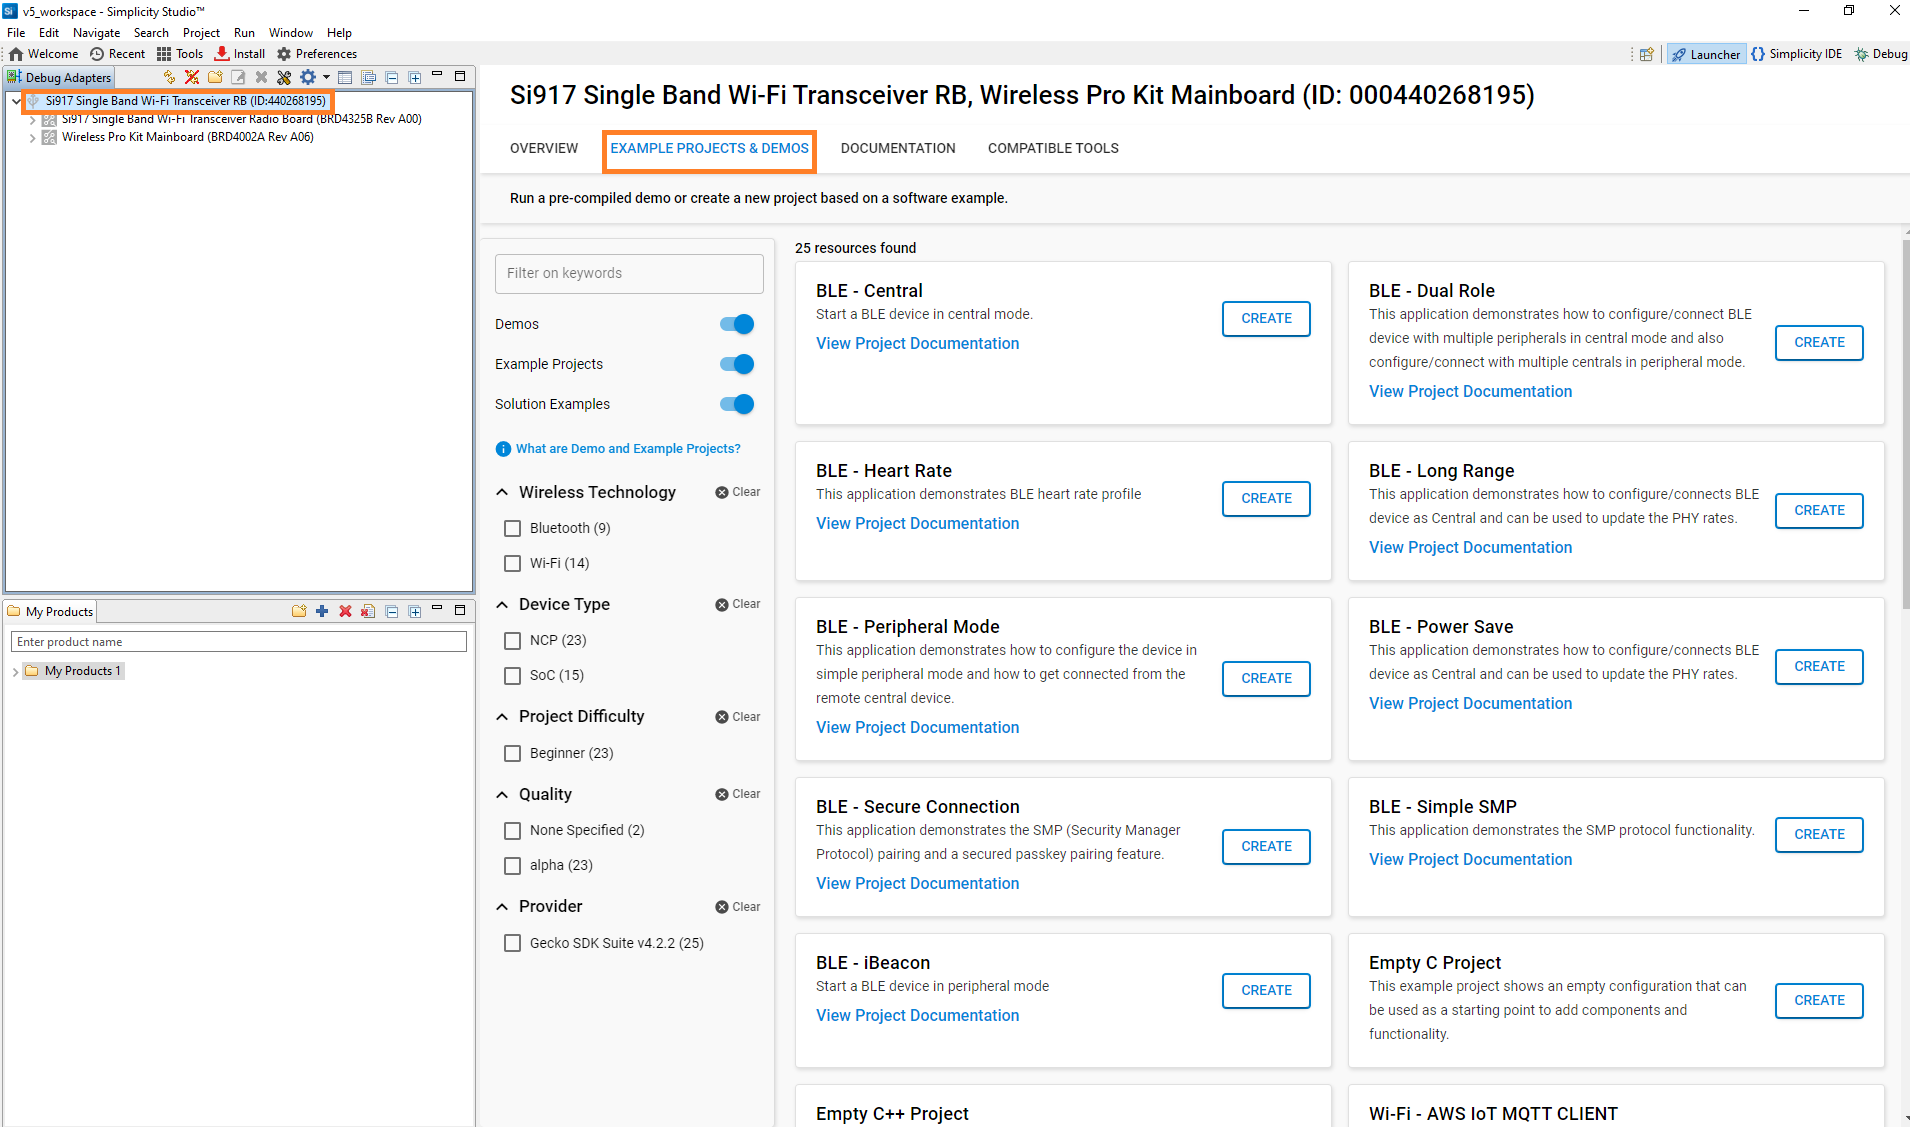 v5_workspace - Simplicity Studio™
File Edit Navigate Search Project Run Window Help
Welcome Recent Tools Install Preferences
Launcher Simplicity IDE Debug
Debug Adapters
Si917 Single Band Wi-Fi Transceiver RB (ID:440268195)
Si917 Single Band Wi-Fi Transceiver Radio Board (BRD4325B Rev A00)
Wireless Pro Kit Mainboard (BRD4002A Rev A06)
My Products
Enter product name
My Products 1
Si917 Single Band Wi-Fi Transceiver RB, Wireless Pro Kit Mainboard (ID: 000440268195)
OVERVIEW EXAMPLE PROJECTS & DEMOS DOCUMENTATION COMPATIBLE TOOLS
Run a pre-compiled demo or create a new project based on a software example.
Filter on keywords
Demos
Example Projects
Solution Examples
What are Demo and Example Projects?
Wireless Technology Clear
Bluetooth (9)
Wi-Fi (14)
Device Type Clear
NCP (23)
SoC (15)
Project Difficulty Clear
Beginner (23)
Quality Clear
None Specified (2)
alpha (23)
Provider Clear
Gecko SDK Suite v4.2.2 (25)
25 resources found
BLE - Central
Start a BLE device in central mode.
View Project Documentation
CREATE
BLE - Dual Role
This application demonstrates how to configure/connect BLE
device with multiple peripherals in central mode and also
configure/connect with multiple centrals in peripheral mode.
View Project Documentation
CREATE
BLE - Heart Rate
This application demonstrates BLE heart rate profile
View Project Documentation
CREATE
BLE - Long Range
This application demonstrates how to configure/connects BLE
device as Central and can be used to update the PHY rates.
View Project Documentation
CREATE
BLE - Peripheral Mode
This application demonstrates how to configure the device in
simple peripheral mode and how to get connected from the
remote central device.
View Project Documentation
CREATE
BLE - Power Save
This application demonstrates how to configure/connects BLE
device as Central and can be used to update the PHY rates.
View Project Documentation
CREATE
BLE - Secure Connection
This application demonstrates the SMP (Security Manager
Protocol) pairing and a secured passkey pairing feature.
View Project Documentation
CREATE
BLE - Simple SMP
This application demonstrates the SMP protocol functionality.
View Project Documentation
CREATE
BLE - iBeacon
Start a BLE device in peripheral mode
View Project Documentation
CREATE
Empty C Project
This example project shows an empty configuration that can
be used as a starting point to add components and
functionality.
CREATE
Empty C++ Project
Wi-Fi - AWS IoT MQTT CLIENT